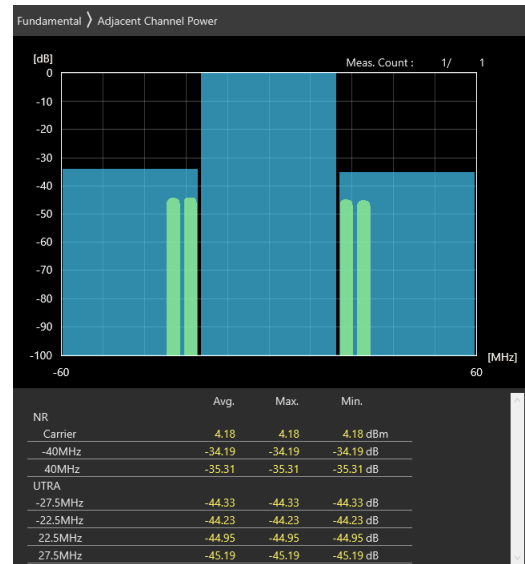 Fundamental 》 Adjacent Channel Power
[dB]
Meas. Count : 1/ 1
0
-10
-20
-30
-40
-50
-60
-70
-80
-90
-100
[MHz]
-60 60
Avg. Max. Min.
NR
Carrier 4.18 4.18 4.18 dBm
-40MHz -34.19 -34.19 -34.19 dB
40MHz -35.31 -35.31 -35.31 dB
UTRA
-27.5MHz -44.33 -44.33 -44.33 dB
-22.5MHz -44.23 -44.23 -44.23 dB
22.5MHz -44.95 -44.95 -44.95 dB
27.5MHz -45.19 -45.19 -45.19 dB